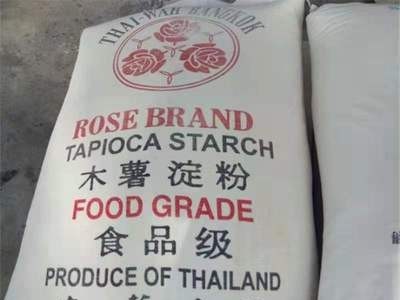 THAI-WAH BANGKOK
ROSE BRAND
TAPIOCA STARCH
木薯淀粉
FOOD GRADE
食品级
PRODUCE OF THAILAND